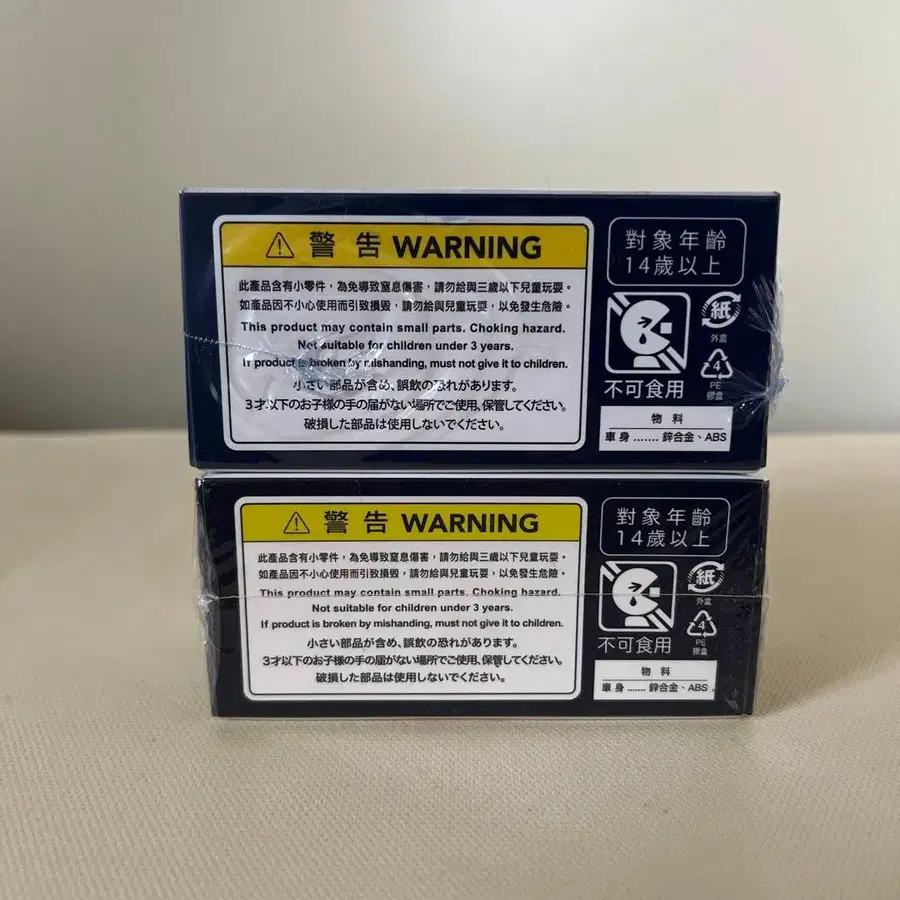 警告 WARNING
此產品含有小零件，為免導致窒息傷害，請勿給與三歲以下兒童玩耍。
如產品因不小心使用而引致損毀，請勿給與兒童玩耍，以免發生危險。
This product may contain small parts. Choking hazard.
Not suitable for children under 3 years.
If product is broken by mishanding, must not give it to children.
小さい部品が含め、誤飲の恐れがあります。
3才以下のお子様の手の届がない場所でご使用、保管してください。
破損した部品は使用しないでください。
對象年齡
14歲以上
不可食用
紙
外盒
4
PE
膠盒
物料
車身....... 鋅合金、ABS
警告 WARNING
此產品含有小零件，為免導致窒息傷害，請勿給與三歲以下兒童玩耍。
如產品因不小心使用而引致損毀，請勿給與兒童玩耍，以免發生危險。
This product may contain small parts. Choking hazard.
Not suitable for children under 3 years.
If product is broken by mishanding, must not give it to children.
小さい部品が含め、誤飲の恐れがあります。
3才以下のお子様の手の届がない場所でご使用、保管してください。
破損した部品は使用しないでください。
對象年齡
14歲以上
不可食用
紙
外盒
4
PE
膠盒
物料
車身....... 鋅合金、ABS